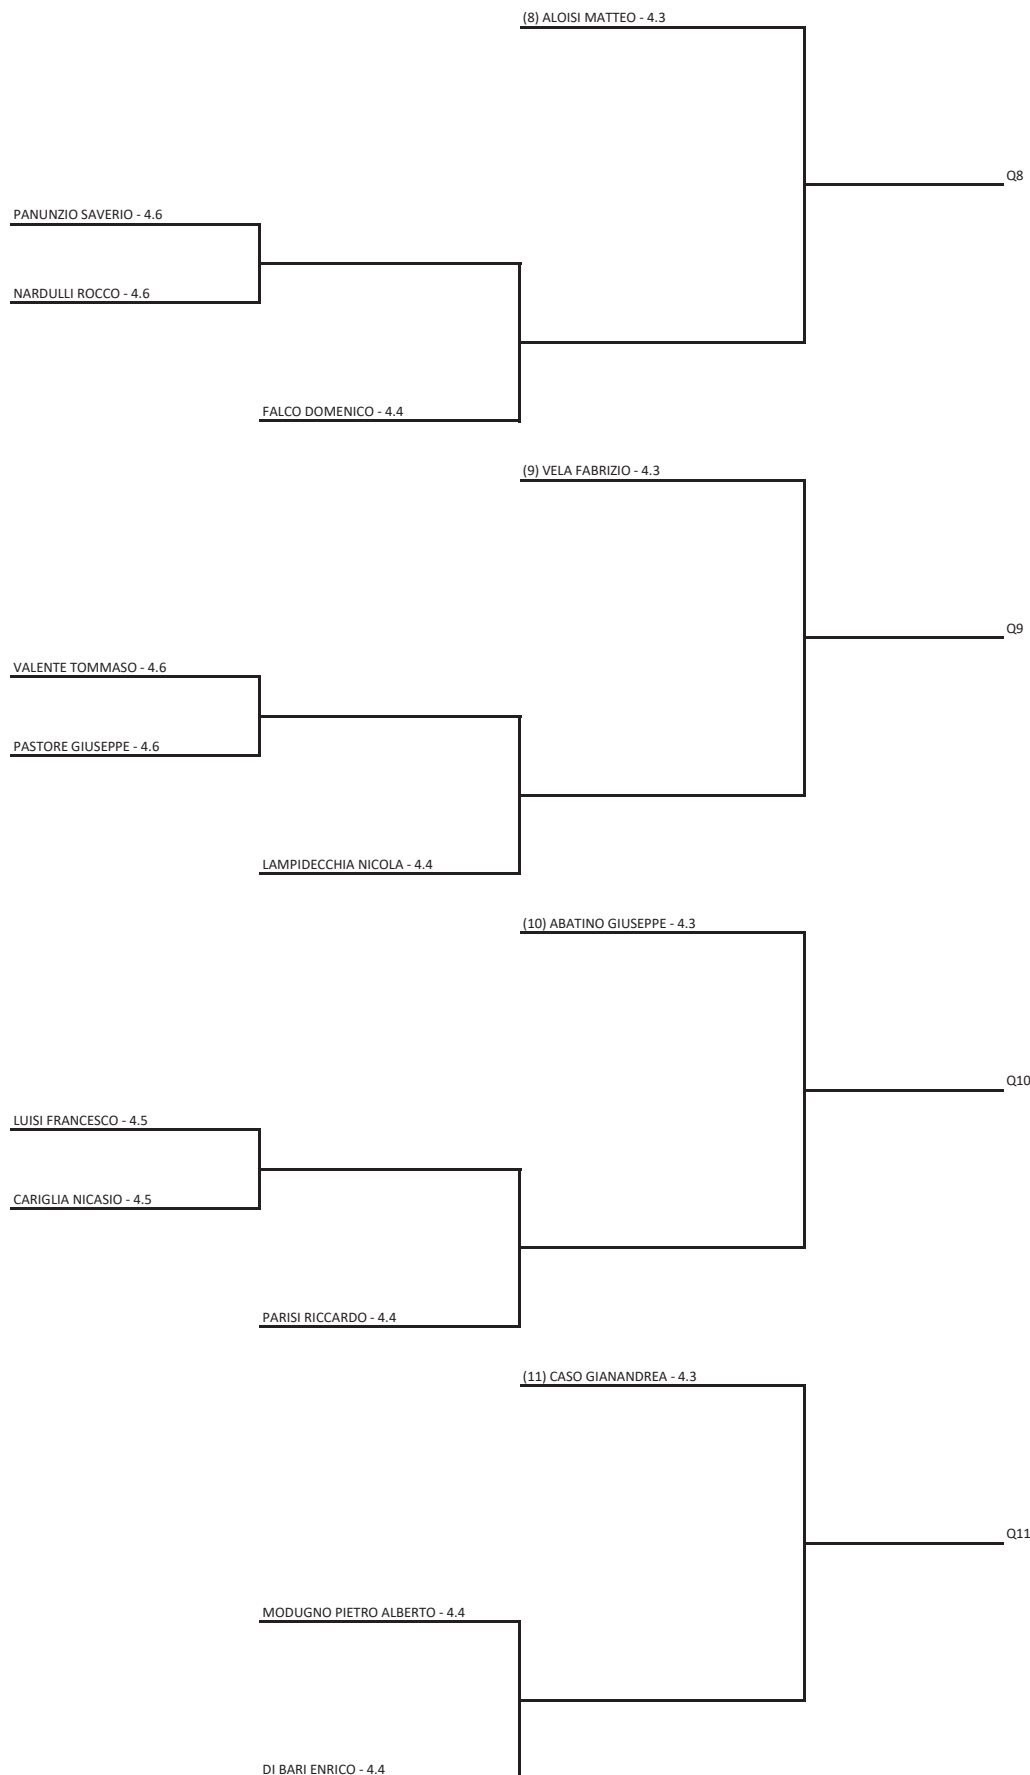 (8) ALOISI MATTEO - 4.3
Q8
PANUNZIO SAVERIO - 4.6
NARDULLI ROCCO - 4.6
FALCO DOMENICO - 4.4
(9) VELA FABRIZIO - 4.3
Q9
VALENTE TOMMASO - 4.6
PASTORE GIUSEPPE - 4.6
LAMPIDECCHIA NICOLA - 4.4
(10) ABATINO GIUSEPPE - 4.3
Q10
LUISI FRANCESCO - 4.5
CARIGLIA NICASIO - 4.5
PARISI RICCARDO - 4.4
(11) CASO GIANANDREA - 4.3
Q11
MODUGNO PIETRO ALBERTO - 4.4
DI BARI ENRICO - 4.4